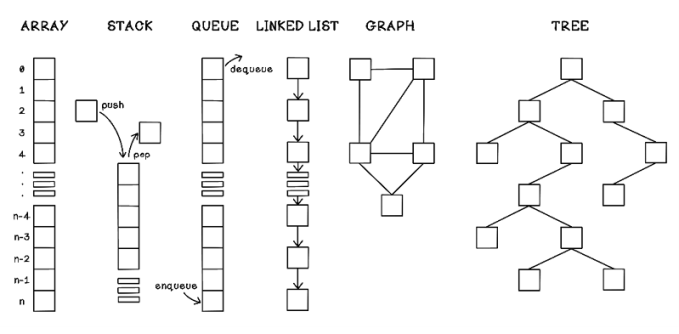 ARRAY STACK QUEUE LINKED LIST GRAPH TREE
0
1
2
3
4
n-4
n-3
n-2
n-1
n
push
pop
dequeue
enqueue